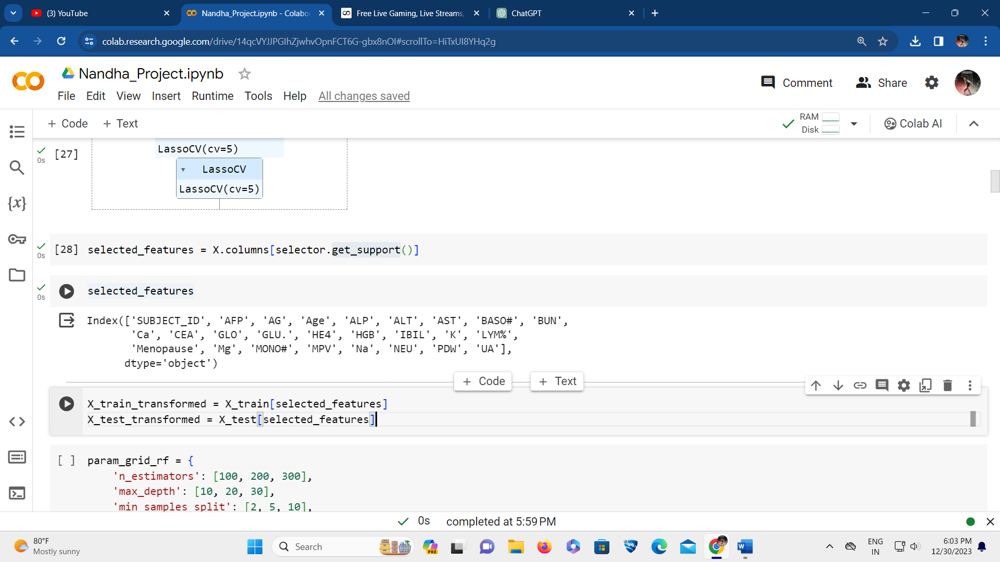 (3) YouTube
Nandha_Project.ipynb - Colabo
Free Live Gaming, Live Streams,
ChatGPT
colab.research.google.com/drive/14qcVYJJPGIhZjwhvOpnFCT6G-gbx8nOI#scrollTo=HiTxUI8YHq2g
Nandha_Project.ipynb
Comment
Share
File Edit View Insert Runtime Tools Help All changes saved
+ Code + Text
RAM
Disk
Colab AI
[27]
0s
LassoCV(cv=5)
LassoCV
LassoCV(cv=5)
[28] selected_features = X.columns[selector.get_support()]
0s
selected_features
0s
Index(['SUBJECT_ID', 'AFP', 'AG', 'Age', 'ALP', 'ALT', 'AST', 'BASO#', 'BUN',
'Ca', 'CEA', 'GLO', 'GLU.', 'HE4', 'HGB', 'IBIL', 'K', 'LYM%',
'Menopause', 'Mg', 'MONO#', 'MPV', 'Na', 'NEU', 'PDW', 'UA'],
dtype='object')
+ Code + Text
X_train_transformed = X_train[selected_features]
X_test_transformed = X_test[selected_features]
[ ] param_grid_rf = {
'n_estimators': [100, 200, 300],
'max_depth': [10, 20, 30],
'min_samples_split': [2, 5, 10],
0s completed at 5:59 PM
80°F
Mostly sunny
Search
PRE
ENG
IN
6:03 PM
12/30/2023